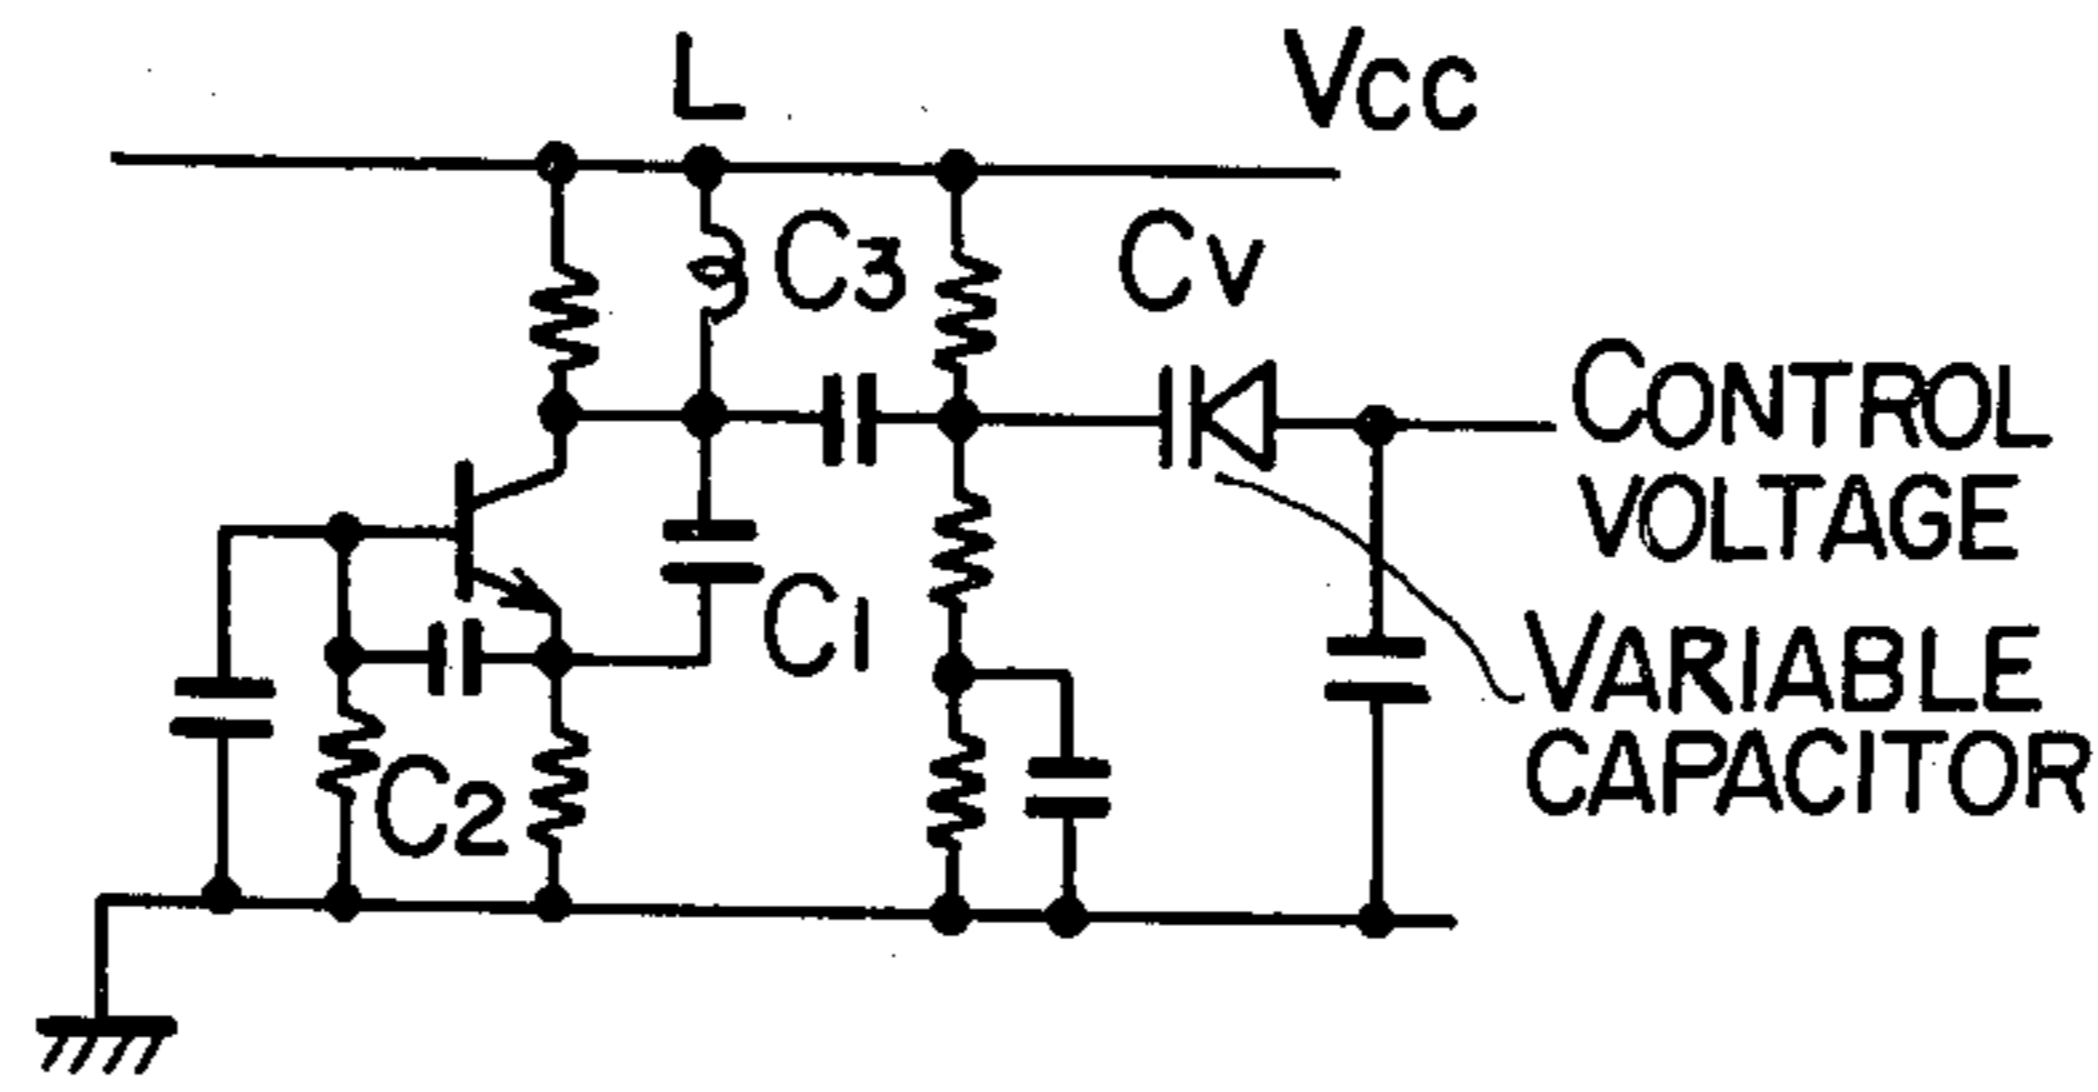 L
VCC
C3
CV
CONTROL
VOLTAGE
C1
VARIABLE
CAPACITOR
C2